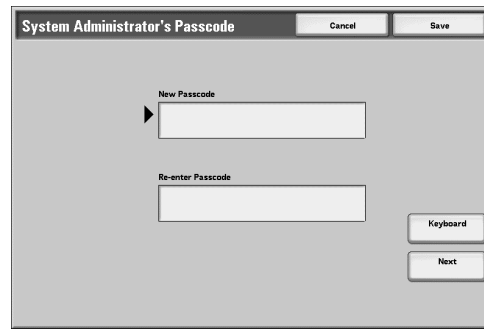 System Administrator's Passcode
Cancel
Save
New Passcode
Re-enter Passcode
Keyboard
Next